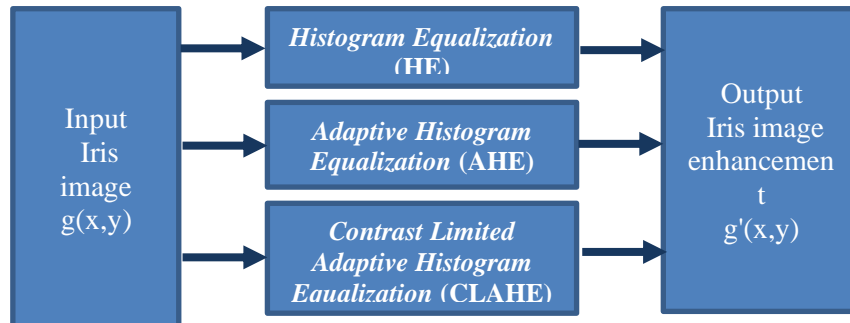 Input
Iris
image
g(x,y)
Histogram Equalization
(HE)
Adaptive Histogram
Equalization (AHE)
Contrast Limited
Adaptive Histogram
Equalization (CLAHE)
Output
Iris image
enhancemen
t
g'(x,y)